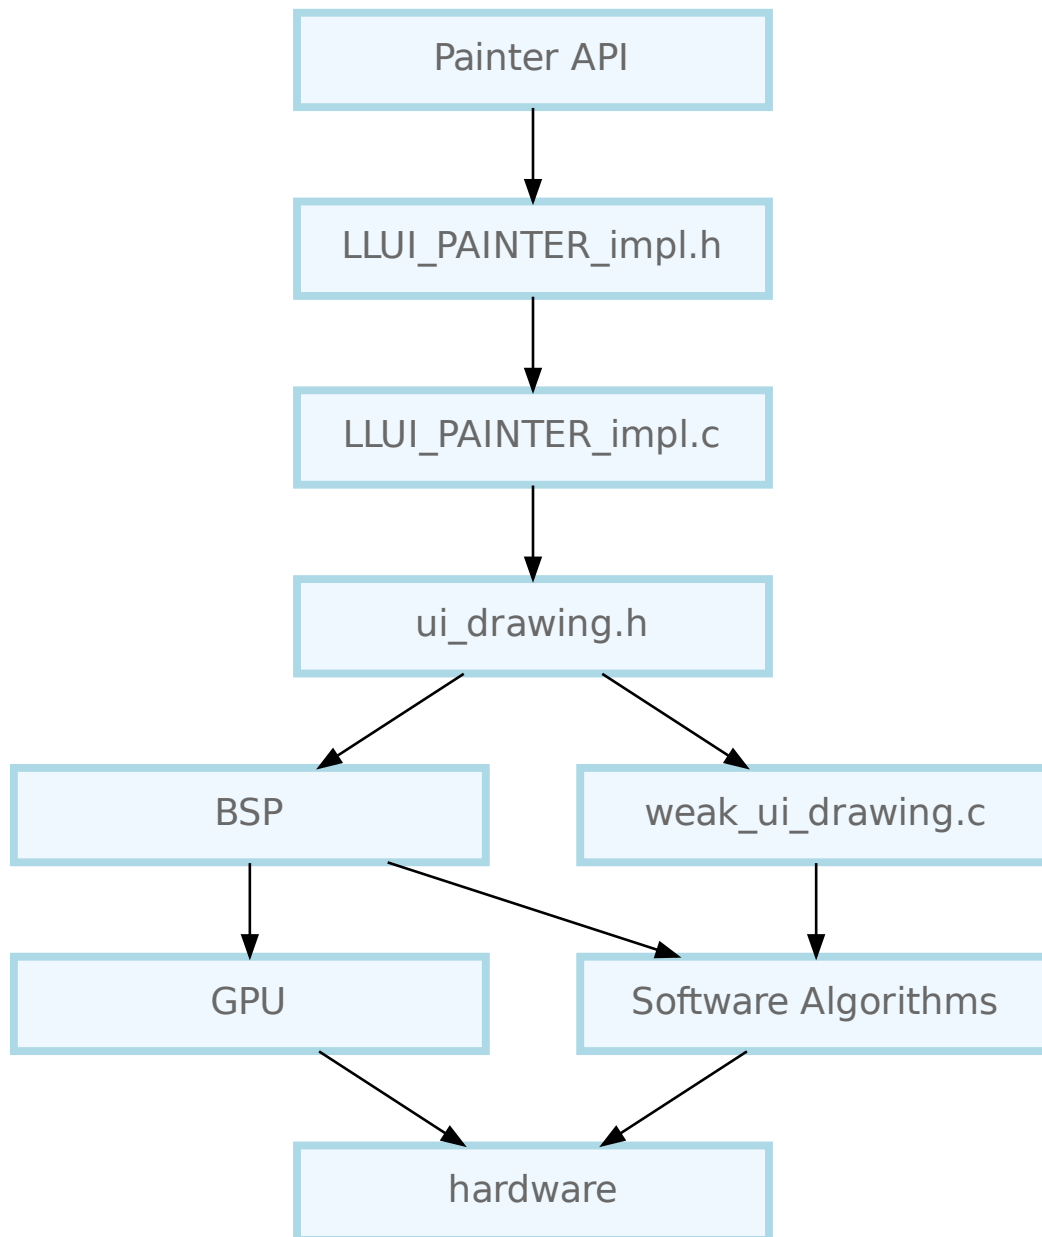 Painter API
LLUI_PAINTER_impl.h
LLUI_PAINTER_impl.c
ui_drawing.h
BSP
weak_ui_drawing.c
GPU
Software Algorithms
hardware